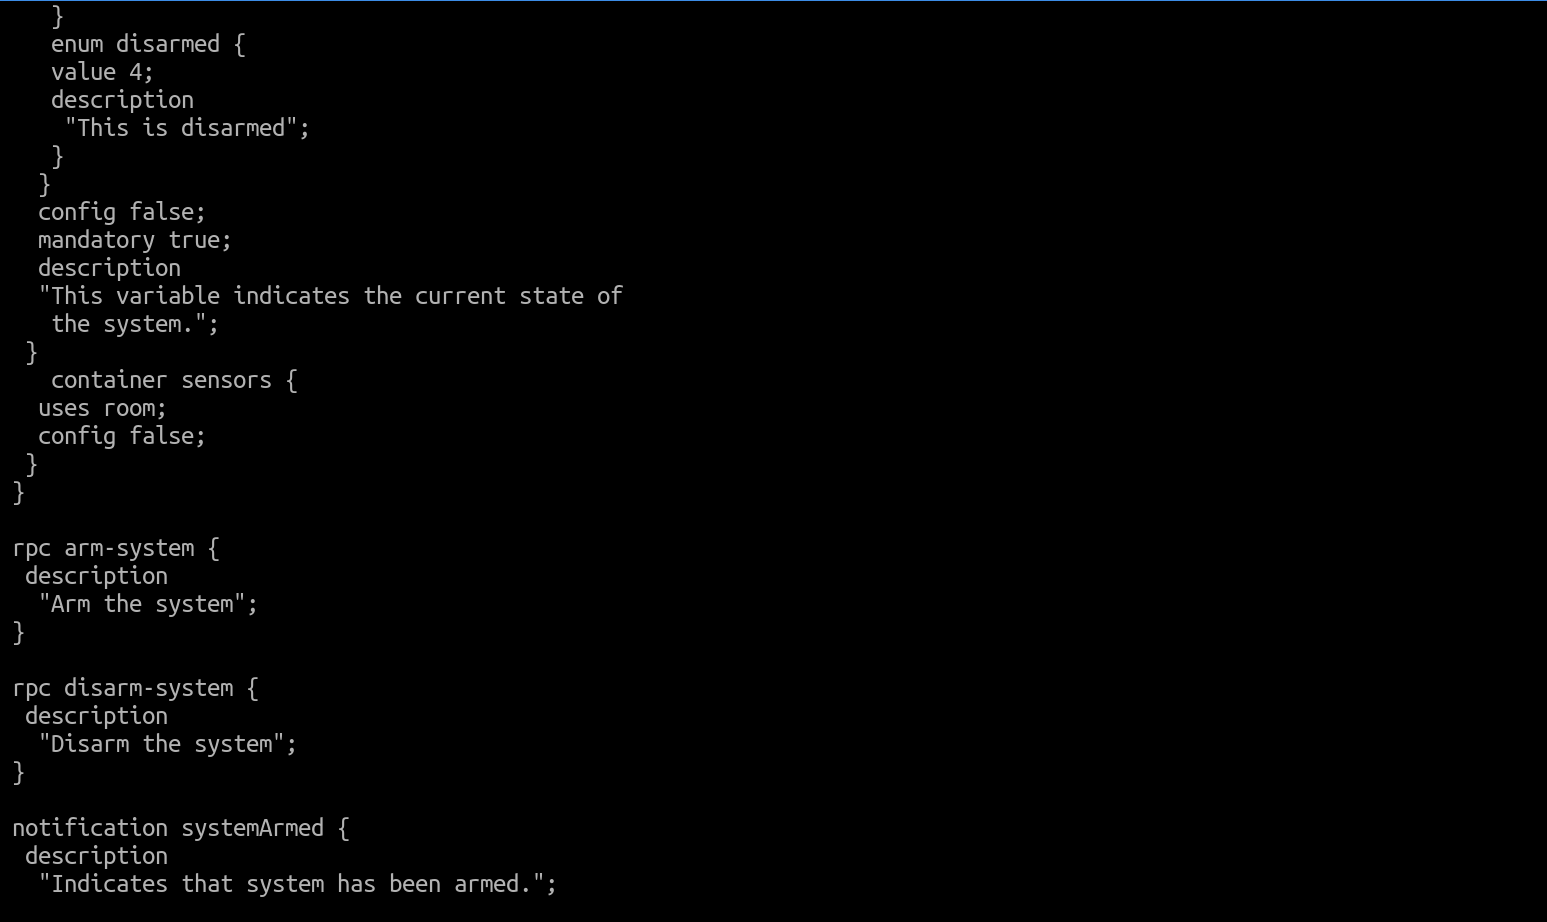 }
   enum disarmed {
   value 4;
   description
    "This is disarmed";
   }
  }
  config false;
  mandatory true;
  description
  "This variable indicates the current state of
   the system.";
 }
   container sensors {
  uses room;
  config false;
 }
}

rpc arm-system {
 description
  "Arm the system";
}

rpc disarm-system {
 description
  "Disarm the system";
}

notification systemArmed {
 description
  "Indicates that system has been armed.";